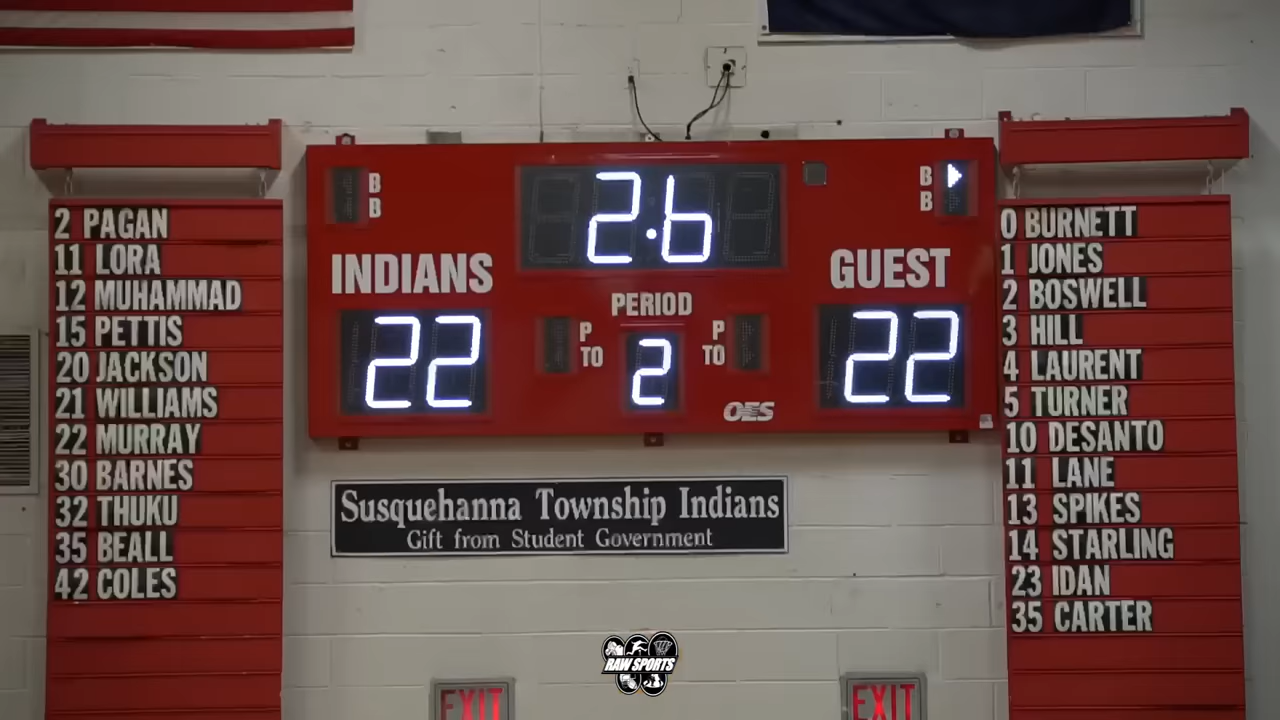 2 PAGAN
11 LORA
12 MUHAMMAD
15 PETTIS
20 JACKSON
21 WILLIAMS
22 MURRAY
30 BARNES
32 THUKU
35 BEALL
42 COLES
B
B
2.6
B
B
INDIANS
GUEST
PERIOD
22
P
TO
2
P
TO
22
OES
Susquehanna Township Indians
Gift from Student Government
0 BURNETT
1 JONES
2 BOSWELL
3 HILL
4 LAURENT
5 TURNER
10 DESANTO
11 LANE
13 SPIKES
14 STARLING
23 IDAN
35 CARTER
RAW SPORTS
EXIT
EXIT